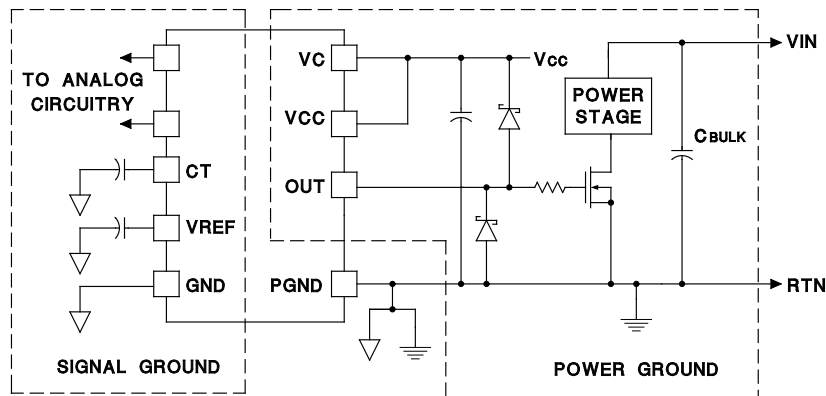 VIN
VC
Vcc
TO ANALOG
CIRCUITRY
POWER
STAGE
VCC
CBULK
CT
OUT
VREF
GND
PGND
RTN
SIGNAL GROUND
POWER GROUND